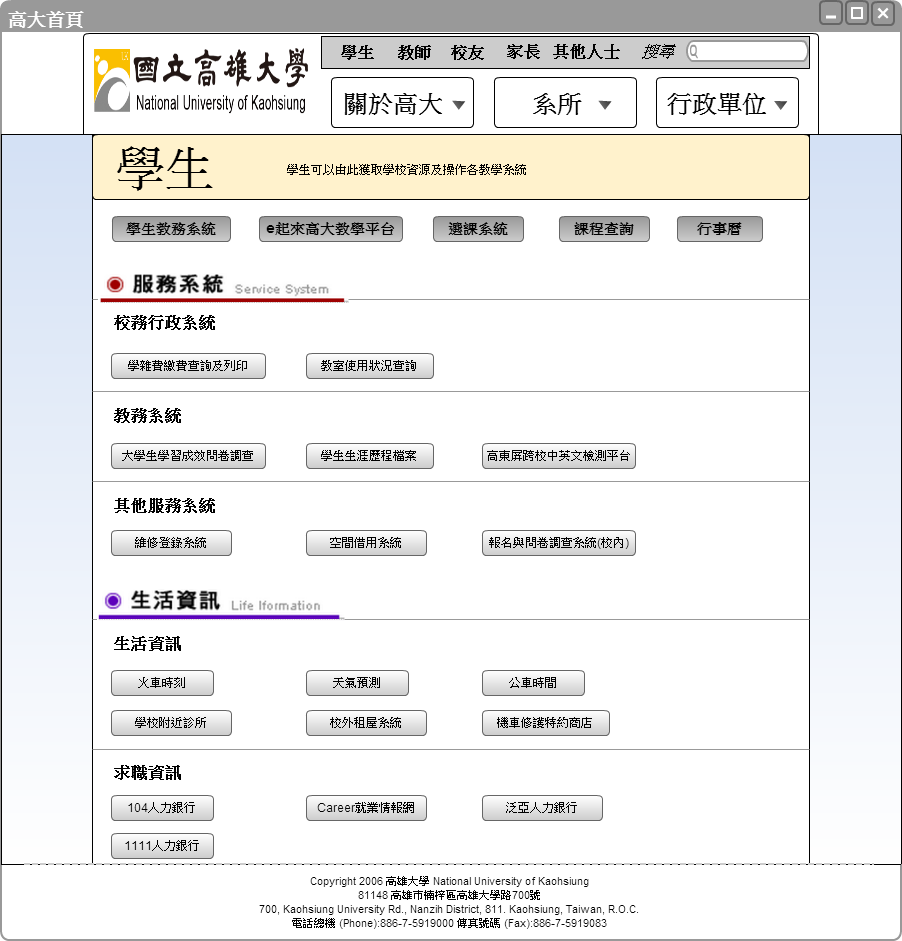 高大首頁
國立高雄大學
National University of Kaohsiung
學生 教師 校友 家長 其他人士 搜尋
關於高大 系所 行政單位
學生 學生可以由此獲取學校資源及操作各教學系統
學生教務系統 e起來高大教學平台 選課系統 課程查詢 行事曆
服務系統 Service System
校務行政系統
學雜費繳費查詢及列印 教室使用狀況查詢
教務系統
大學生學習成效問卷調查 學生生涯歷程檔案 高東屏跨校中英文檢測平台
其他服務系統
維修登錄系統 空間借用系統 報名與問卷調查系統(校內)
生活資訊 Life Iformation
生活資訊
火車時刻 天氣預測 公車時間
學校附近診所 校外租屋系統 機車修護特約商店
求職資訊
104人力銀行 Career就業情報網 泛亞人力銀行
1111人力銀行
Copyright 2006 高雄大學 National University of Kaohsiung
81148 高雄市楠梓區高雄大學路700號
700, Kaohsiung University Rd., Nanzih District, 811. Kaohsiung, Taiwan, R.O.C.
電話總機 (Phone):886-7-5919000 傳真號碼 (Fax):886-7-5919083